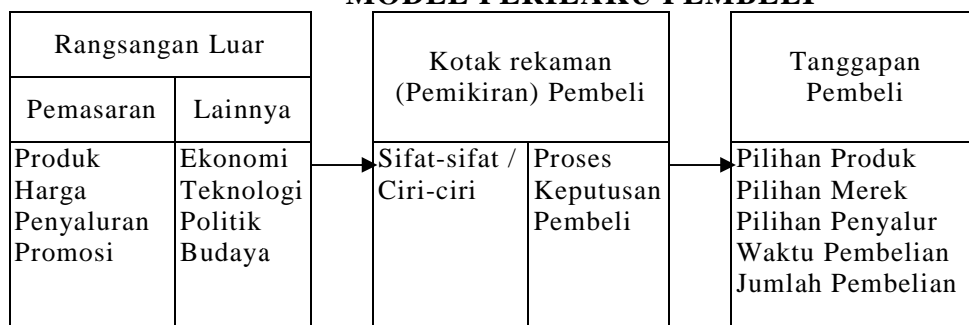 MODEL PERILAKU PEMBELI
Rangsangan Luar
Pemasaran
Lainnya
Produk
Harga
Penyaluran
Promosi
Ekonomi
Teknologi
Politik
Budaya
Kotak rekaman
(Pemikiran) Pembeli
Sifat-sifat /
Ciri-ciri
Proses
Keputusan
Pembeli
Tanggapan
Pembeli
Pilihan Produk
Pilihan Merek
Pilihan Penyalur
Waktu Pembelian
Jumlah Pembelian